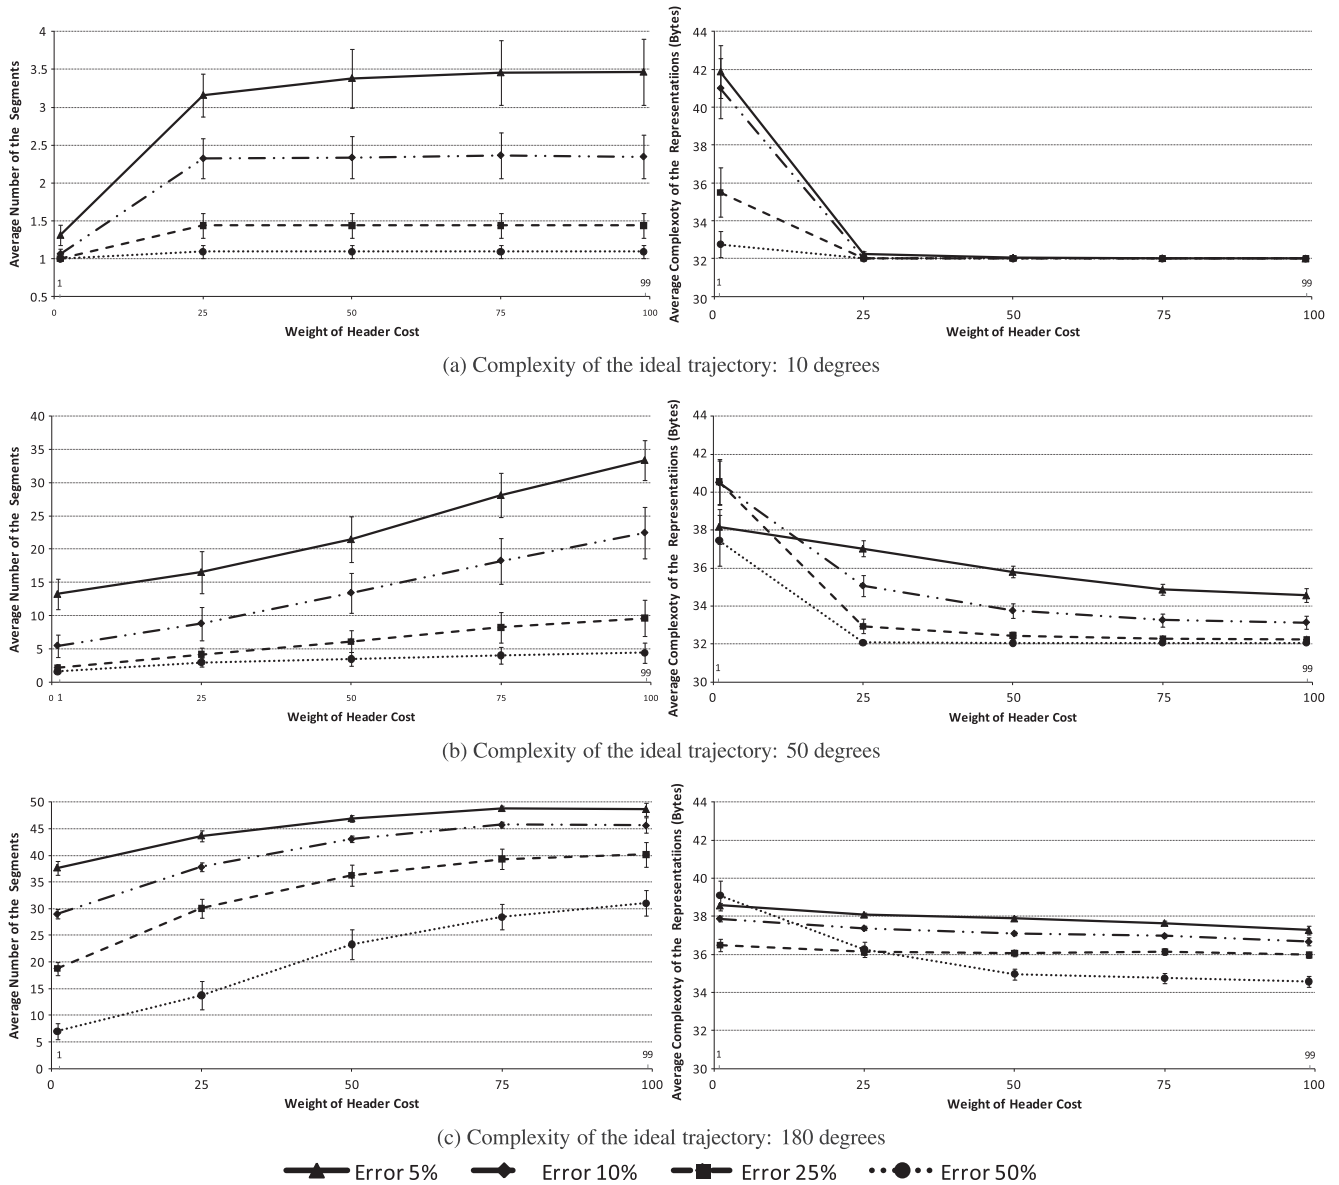 Average Number of the Segments
4
3.5
3
2.5
2
1.5
1
0.5
1
99
0 25 50 75 100
Weight of Header Cost
Average Complexoty of the Representatiions (Bytes)
44
42
40
38
36
34
32
30
1
99
0 25 50 75 100
Weight of Header Cost
(a) Complexity of the ideal trajectory: 10 degrees
Average Number of the Segments
40
35
30
25
20
15
10
5
0
99
0 1 25 50 75 100
Weight of Header Cost
Average Complexoty of the Representatiions (Bytes)
44
42
40
38
36
34
32
30
1
99
0 25 50 75 100
Weight of Header Cost
(b) Complexity of the ideal trajectory: 50 degrees
Average Number of the Segments
50
45
40
35
30
25
20
15
10
5
0
1
99
0 25 50 75 100
Weight of Header Cost
Average Complexoty of the Representatiions (Bytes)
44
42
40
38
36
34
32
30
1
99
0 25 50 75 100
Weight of Header Cost
(c) Complexity of the ideal trajectory: 180 degrees
Error 5% Error 10% Error 25% Error 50%